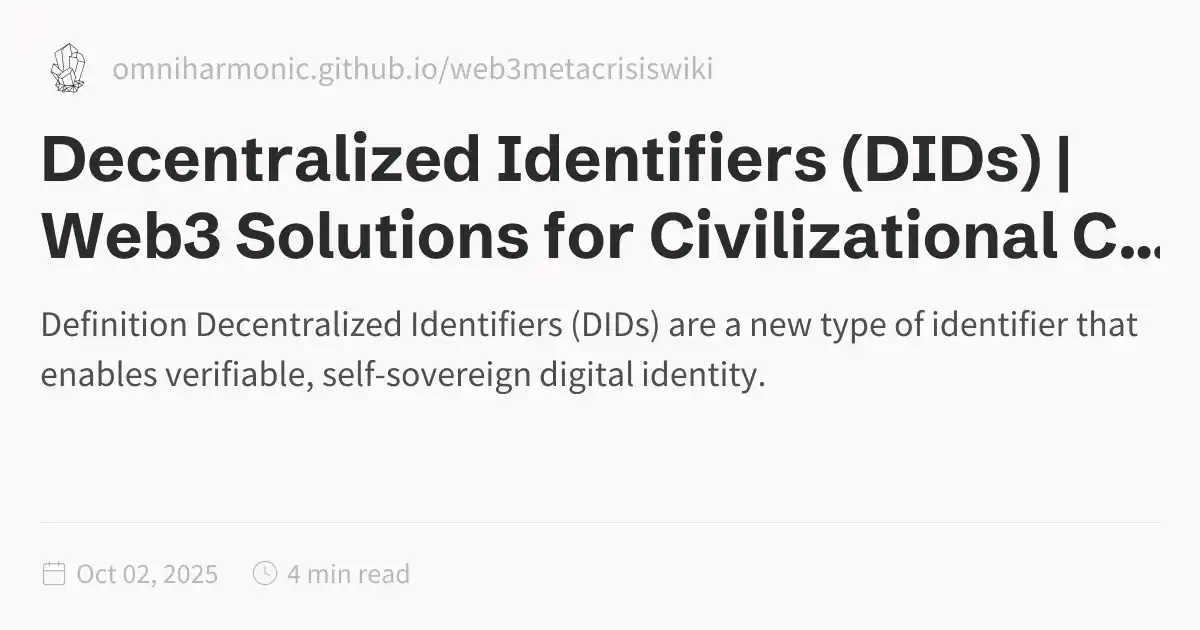 omniharmonic.github.io/web3metacrisiswiki
Decentralized Identifiers (DIDs) |
Web3 Solutions for Civilizational C...
Definition Decentralized Identifiers (DIDs) are a new type of identifier that
enables verifiable, self-sovereign digital identity.
Oct 02, 2025 4 min read